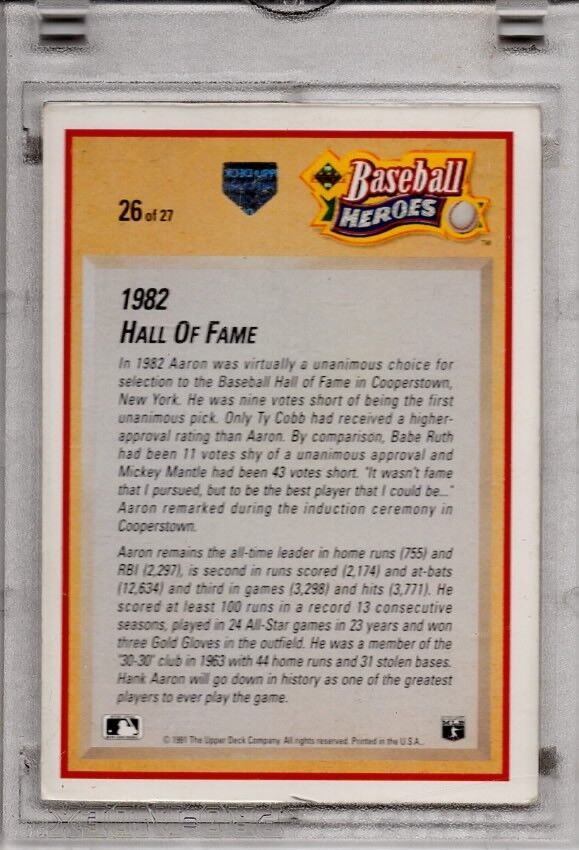 Baseball
HEROES
TM
26 of 27
1982
HALL OF FAME
In 1982 Aaron was virtually a unanimous choice for
selection to the Baseball Hall of Fame in Cooperstown,
New York. He was nine votes short of being the first
unanimous pick. Only Ty Cobb had received a higher-
approval rating than Aaron. By comparison, Babe Ruth
had been 11 votes shy of a unanimous approval and
Mickey Mantle had been 43 votes short. "It wasn't fame
that I pursued, but to be the best player that I could be..."
Aaron remarked during the induction ceremony in
Cooperstown.
Aaron remains the all-time leader in home runs (755) and
RBI (2,297), is second in runs scored (2,174) and at-bats
(12,634) and third in games (3,298) and hits (3,771). He
scored at least 100 runs in a record 13 consecutive
seasons, played in 24 All-Star games in 23 years and won
three Gold Gloves in the outfield. He was a member of the
"30-30" club in 1963 with 44 home runs and 31 stolen bases.
Hank Aaron will go down in history as one of the greatest
players to ever play the game.
© 1991 The Upper Deck Company. All rights reserved. Printed in the U.S.A.